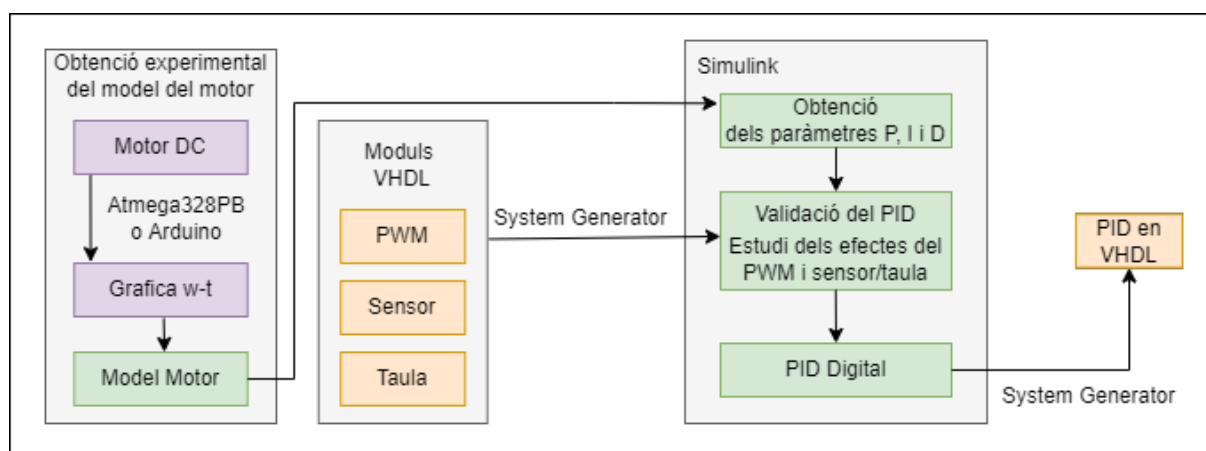 Obtenció experimental
del model del motor
Motor DC
Atmega328PB
o Arduino
Grafica w-t
Model Motor
Moduls
VHDL
PWM
Sensor
Taula
System Generator
Simulink
Obtenció
dels paràmetres P, I i D
Validació del PID
Estudi dels efectes del
PWM i sensor/taula
PID Digital
System Generator
PID en
VHDL